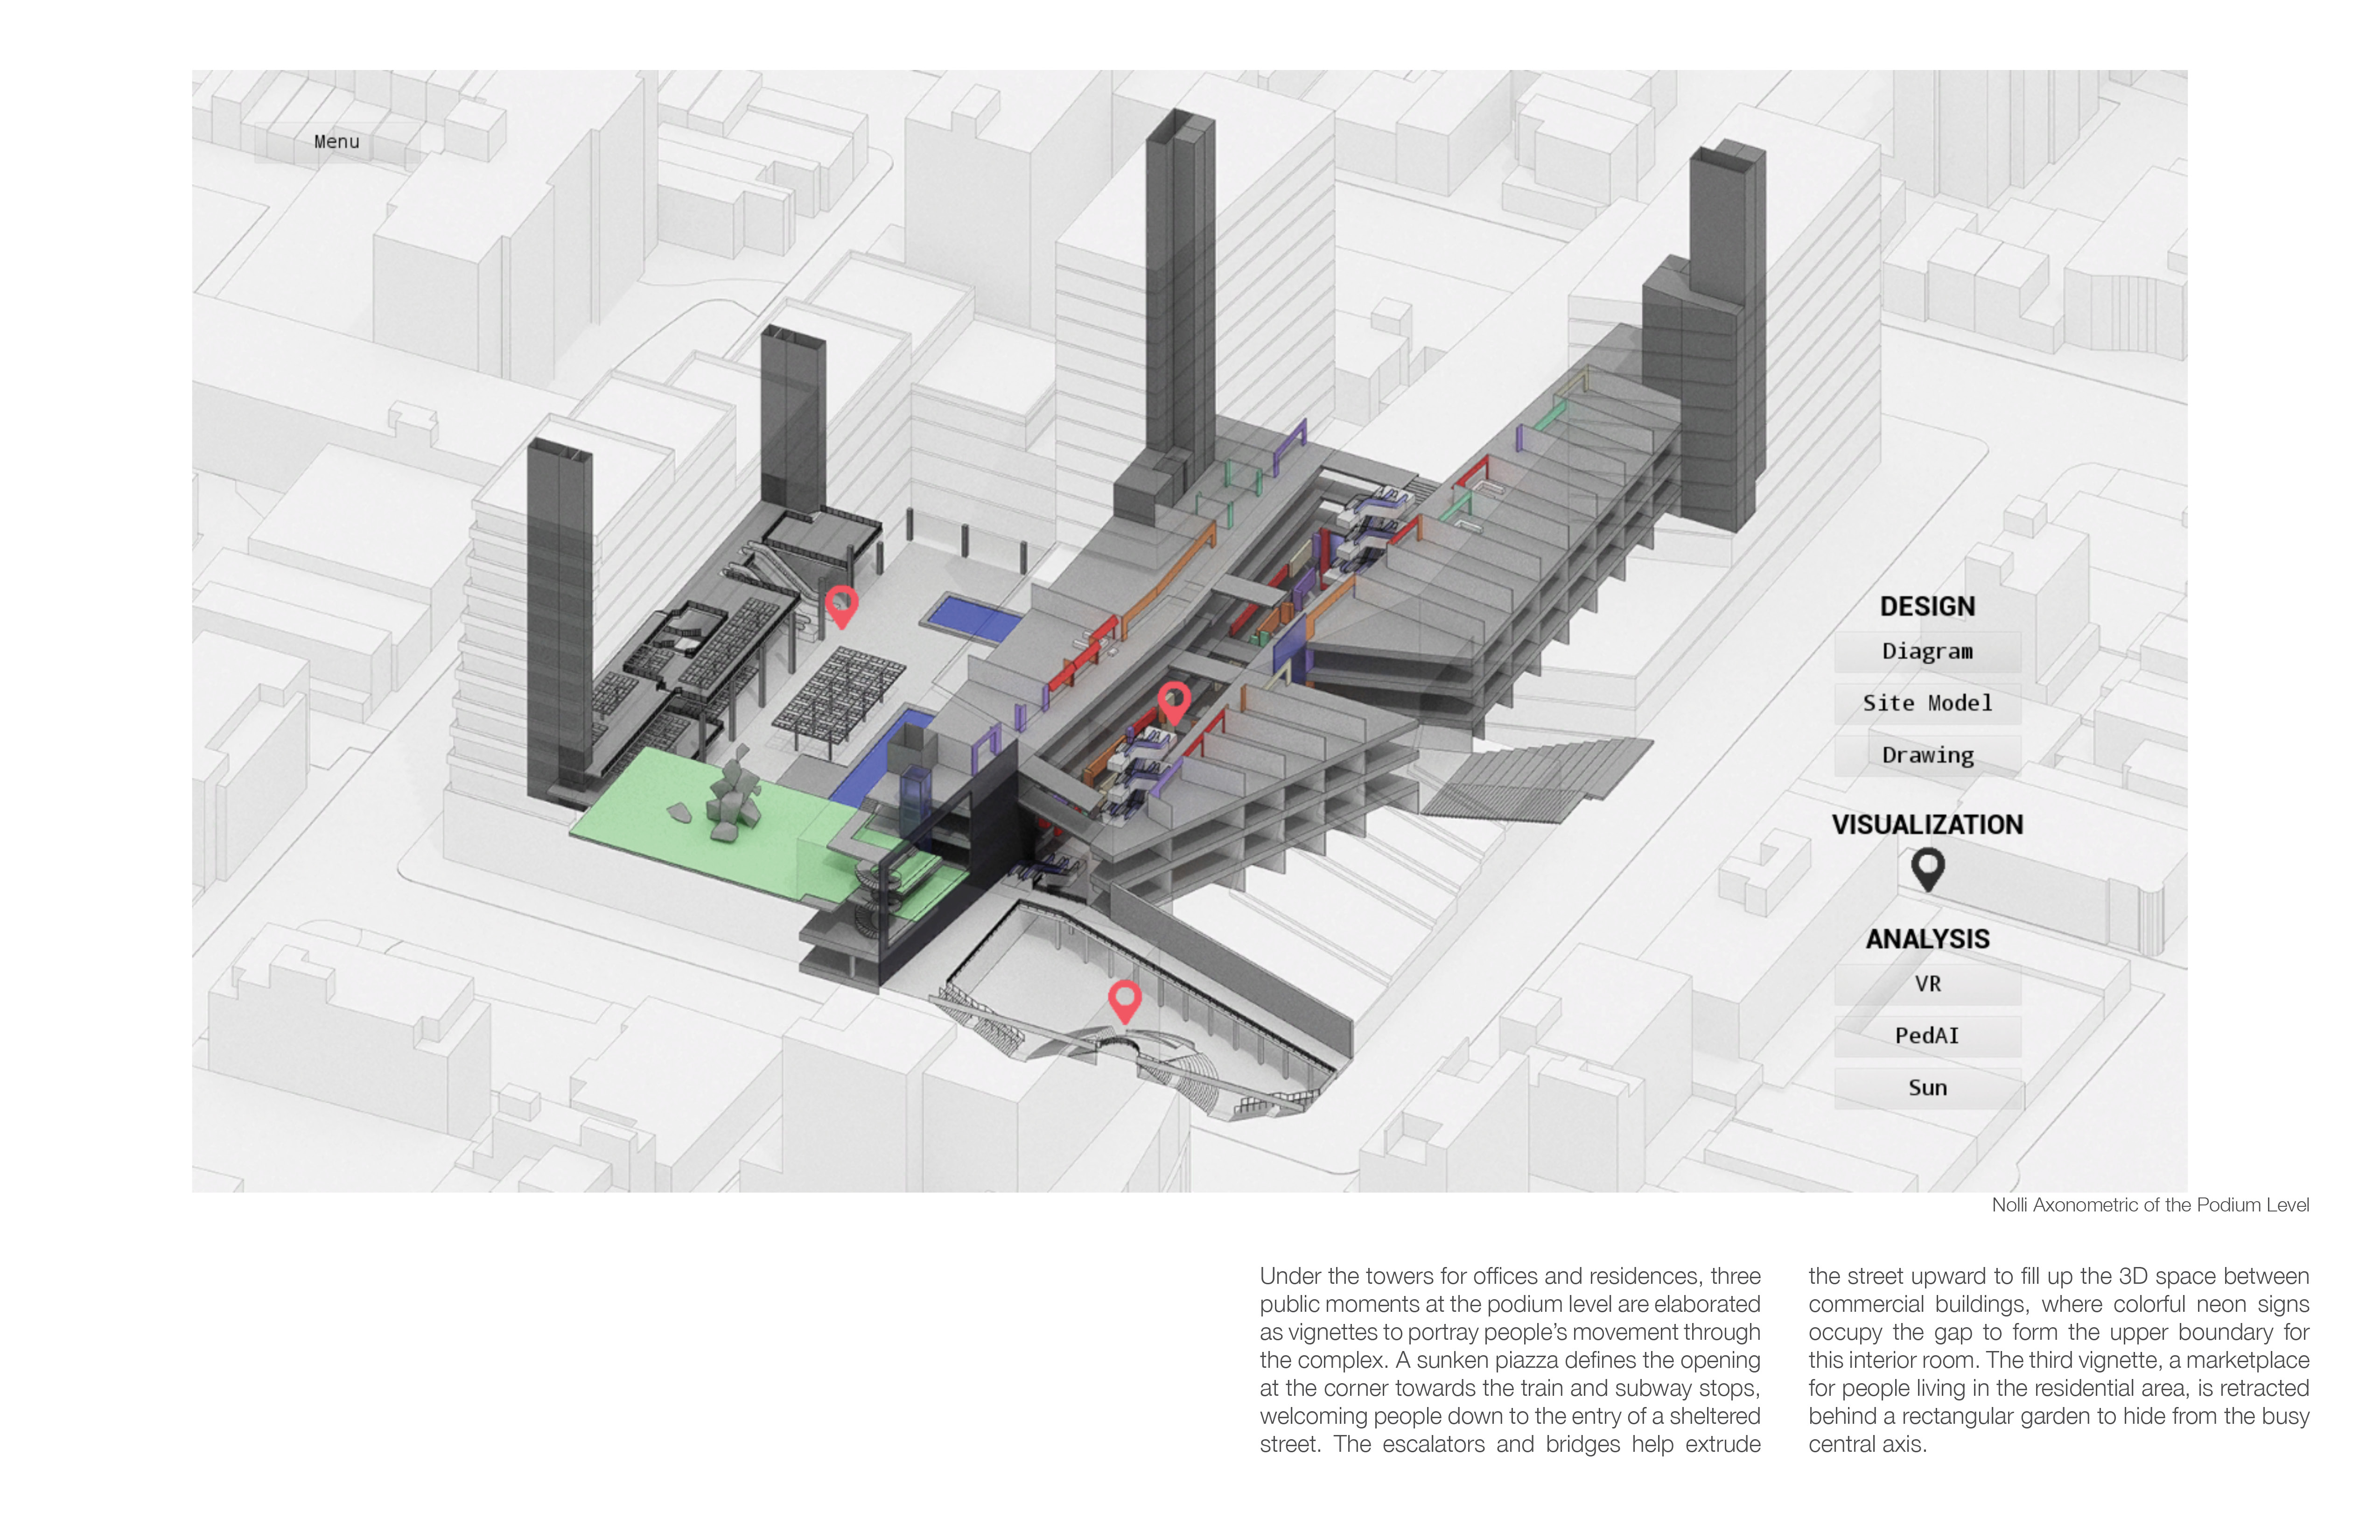 Menu
DESIGN
Diagram
Site Model
Drawing
VISUALIZATION
ANALYSIS
VR
PedAI
Sun
Nolli Axonometric of the Podium Level
Under the towers for offices and residences, three
public moments at the podium level are elaborated
as vignettes to portray people’s movement through
the complex. A sunken piazza defines the opening
at the corner towards the train and subway stops,
welcoming people down to the entry of a sheltered
street. The escalators and bridges help extrude
the street upward to fill up the 3D space between
commercial buildings, where colorful neon signs
occupy the gap to form the upper boundary for
this interior room. The third vignette, a marketplace
for people living in the residential area, is retracted
behind a rectangular garden to hide from the busy
central axis.